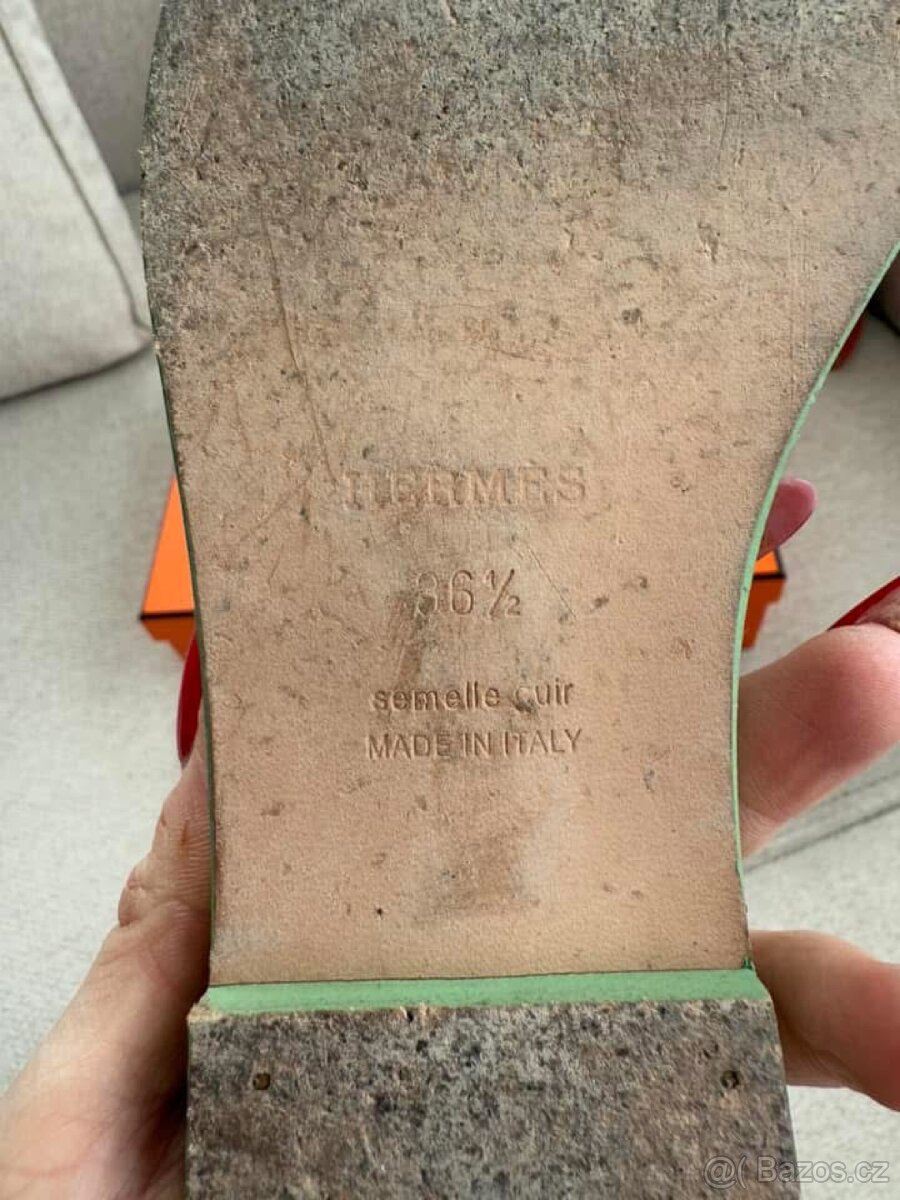 HERMES
36½
semelle cuir
MADE IN ITALY
@( Bazos.cz